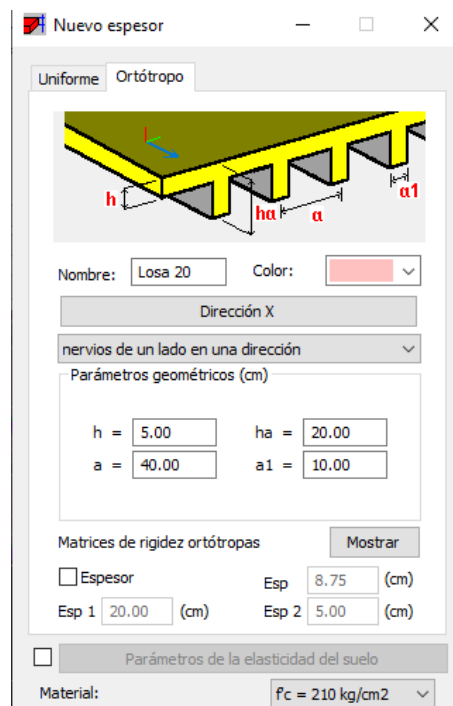 Nuevo espesor
Uniforme Ortótropo
h ha a a1
Nombre: Losa 20 Color:
Dirección X
nervios de un lado en una dirección
Parámetros geométricos (cm)
h = 5.00 ha = 20.00
a = 40.00 a1 = 10.00
Matrices de rigidez ortótropas Mostrar
Espesor Esp 8.75 (cm)
Esp 1 20.00 (cm) Esp 2 5.00 (cm)
Parámetros de la elasticidad del suelo
Material: f'c = 210 kg/cm2